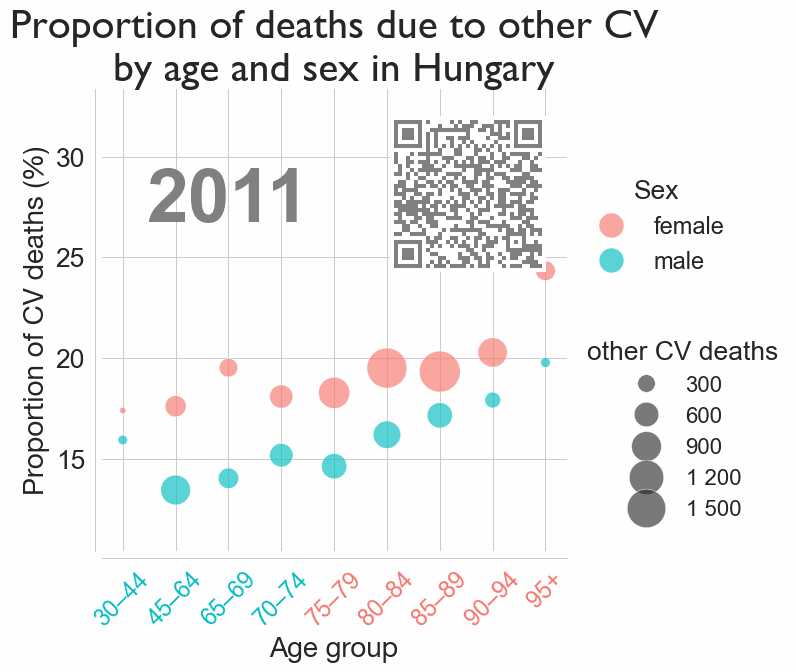 Proportion of deaths due to other CV
by age and sex in Hungary
2011
Proportion of CV deaths (%)
30
25
20
15
30–44
45–64
65–69
70–74
75–79
80–84
85–89
90–94
95+
Age group
Sex
female
male
other CV deaths
300
600
900
1 200
1 500